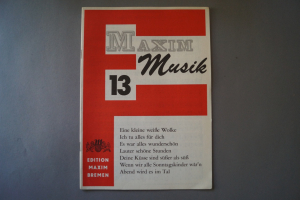 MAXIM
Musik
13
Eine kleine weiße Wolke
Ich tu alles für dich
Es war alles wunderschön
Lauter schöne Stunden
Deine Küsse sind süßer als süß
Wenn wir alle Sonntagskinder wär'n
Abend wird es im Tal
EDITION
MAXIM
BREMEN